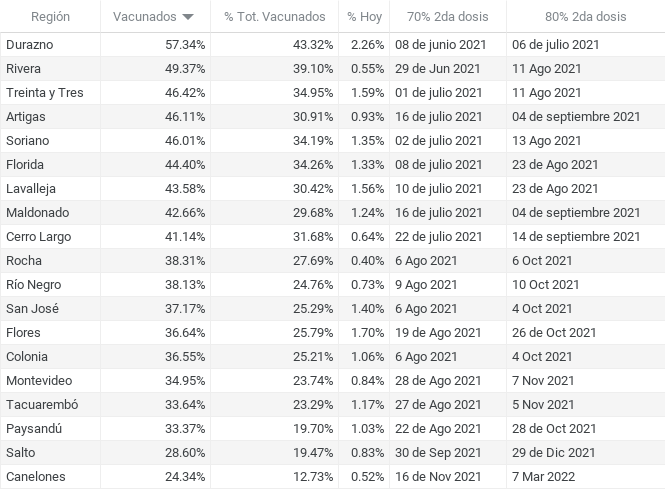 Región Vacunados % Tot. Vacunados % Hoy 70% 2da dosis 80% 2da dosis
Durazno 57.34% 43.32% 2.26% 08 de junio 2021 06 de julio 2021
Rivera 49.37% 39.10% 0.55% 29 de Jun 2021 11 Ago 2021
Treinta y Tres 46.42% 34.95% 1.59% 01 de julio 2021 11 Ago 2021
Artigas 46.11% 30.91% 0.93% 16 de julio 2021 04 de septiembre 2021
Soriano 46.01% 34.19% 1.35% 02 de julio 2021 13 Ago 2021
Florida 44.40% 34.26% 1.33% 08 de julio 2021 23 de Ago 2021
Lavalleja 43.58% 30.42% 1.56% 10 de julio 2021 23 de Ago 2021
Maldonado 42.66% 29.68% 1.24% 16 de julio 2021 04 de septiembre 2021
Cerro Largo 41.14% 31.68% 0.64% 22 de julio 2021 14 de septiembre 2021
Rocha 38.31% 27.69% 0.40% 6 Ago 2021 6 Oct 2021
Río Negro 38.13% 24.76% 0.73% 9 Ago 2021 10 Oct 2021
San José 37.17% 25.29% 1.40% 6 Ago 2021 4 Oct 2021
Flores 36.64% 25.79% 1.70% 19 de Ago 2021 26 de Oct 2021
Colonia 36.55% 25.21% 1.06% 6 Ago 2021 4 Oct 2021
Montevideo 34.95% 23.74% 0.84% 28 de Ago 2021 7 Nov 2021
Tacuarembó 33.64% 23.29% 1.17% 27 de Ago 2021 5 Nov 2021
Paysandú 33.37% 19.70% 1.03% 22 de Ago 2021 28 de Oct 2021
Salto 28.60% 19.47% 0.83% 30 de Sep 2021 29 de Dic 2021
Canelones 24.34% 12.73% 0.52% 16 de Nov 2021 7 Mar 2022